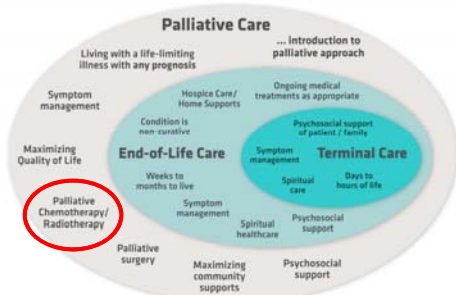 Palliative Care
Living with a life-limiting
illness with any prognosis
... introduction to
palliative approach
Symptom
management
Hospice Care/
Home Supports
Ongoing medical
treatments as appropriate
Condition is
non-curative
Psychosocial support
of patient / family
Maximizing
Quality of Life
End-of-Life Care
Symptom
management
Terminal Care
Weeks to
months to live
Spiritual
care
Days to
hours of life
Palliative
Chemotherapy/
Radiotherapy
Symptom
management
Spiritual
healthcare
Psychosocial
support
Palliative
surgery
Maximizing
community
supports
Psychosocial
support